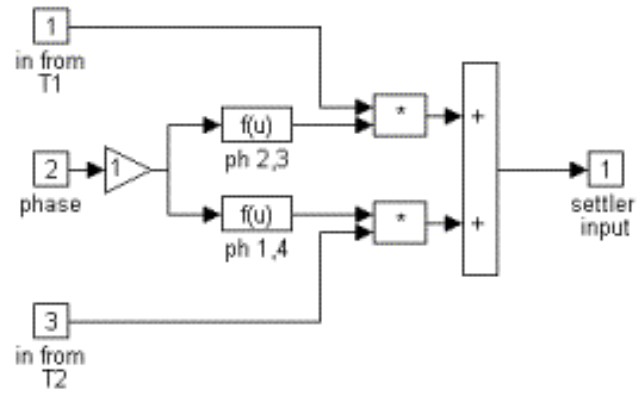 1
in from
T1
f(u)
*
+
ph 2,3
2
1
1
phase
settler
input
f(u)
*
+
ph 1,4
3
in from
T2